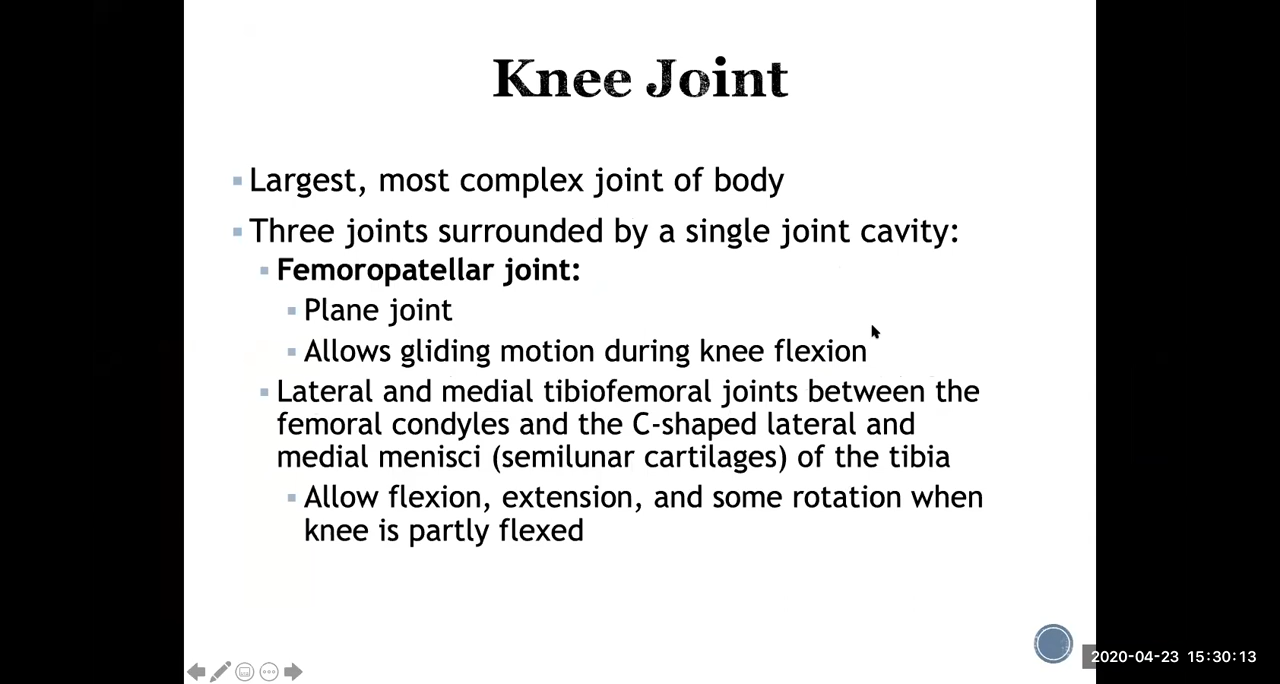 Knee Joint
Largest, most complex joint of body
Three joints surrounded by a single joint cavity:
Femoropatellar joint:
Plane joint
Allows gliding motion during knee flexion
Lateral and medial tibiofemoral joints between the
femoral condyles and the C-shaped lateral and
medial menisci (semilunar cartilages) of the tibia
Allow flexion, extension, and some rotation when
knee is partly flexed
2020-04-23 15:30:13